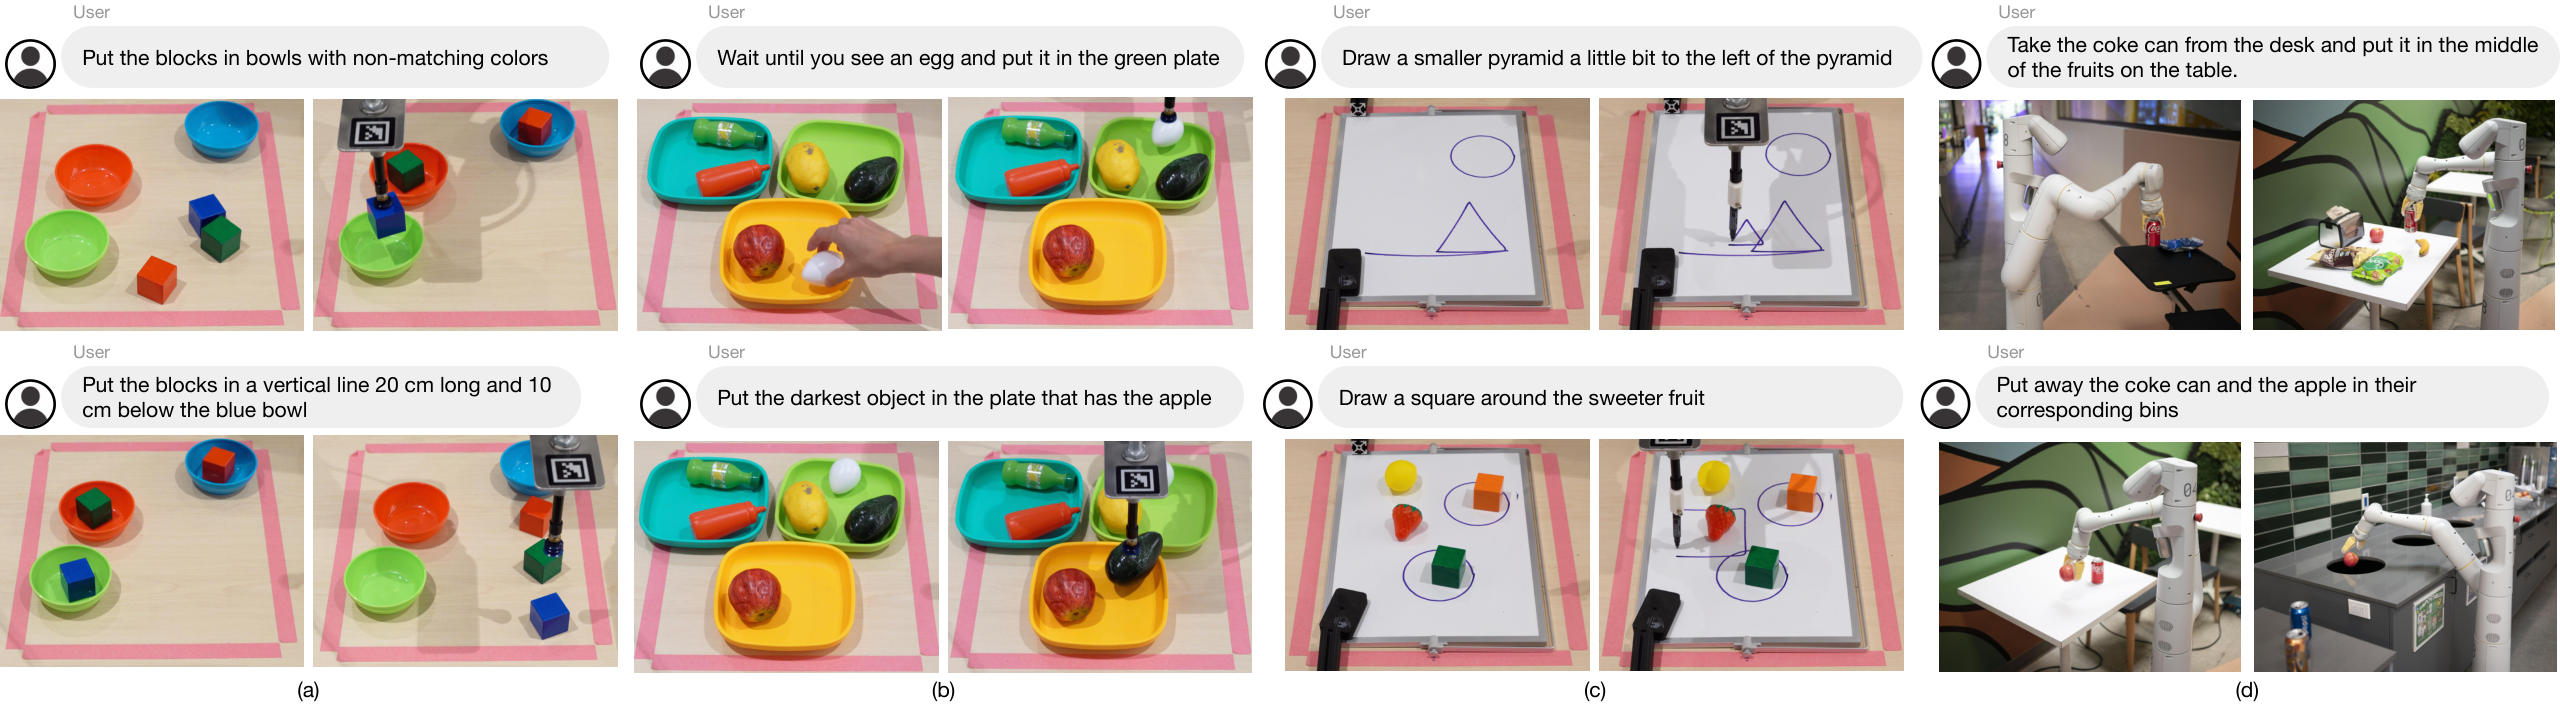 User
Put the blocks in bowls with non-matching colors
User
Wait until you see an egg and put it in the green plate
User
Draw a smaller pyramid a little bit to the left of the pyramid
User
Take the coke can from the desk and put it in the middle
of the fruits on the table.
User
Put the blocks in a vertical line 20 cm long and 10
cm below the blue bowl
User
Put the darkest object in the plate that has the apple
User
Draw a square around the sweeter fruit
User
Put away the coke can and the apple in their
corresponding bins
(a)
(b)
(c)
(d)